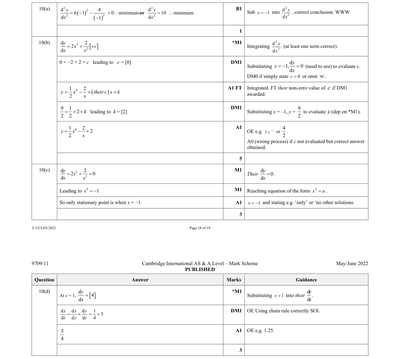 10(a)
d²y/dx² = 6(−1)² − 4/(−1)³ > 0 ∴ minimum or d²y/dx² = 10 ∴ minimum
B1
Sub x = −1 into d²y/dx², correct conclusion. WWW
1
10(b)
dy/dx = 2x³ + 2/x² [+c]
*M1
Integrating d²y/dx² (at least one term correct).
0 = −2 + 2 + c leading to c = [0]
DM1
Substituting x = −1, dy/dx = 0 (need to see) to evaluate c. DM0 if simply state c = 0 or omit +c.
y = 1/2 x⁴ − 2/x + (their c)x + k
A1 FT
Integrated. FT their non-zero value of c if DM1 awarded.
9/2 = 1/2 + 2 + k leading to k = [2]
DM1
Substituting x = −1, y = 9/2 to evaluate k (dep on *M1).
y = 1/2 x⁴ − 2/x + 2
A1
OE e.g. 4/2
A0 (wrong process) if c not evaluated but correct answer obtained.
5
10(c)
dy/dx = 2x³ + 2/x² = 0
M1
Their dy/dx = 0.
Leading to x⁵ = −1
M1
Reaching equation of the form x⁵ = a.
So only stationary point is when x = −1
A1
x = −1 and stating e.g. 'only' or 'no other solutions.
3
© UCLES 2022
Page 18 of 19
9709/11
Cambridge International AS & A Level – Mark Scheme
PUBLISHED
May/June 2022
Question
Answer
Marks
Guidance
10(d)
At x = 1, dy/dx = [4]
*M1
Substituting x = 1 into their dy/dx.
dx/dt = dx/dy × dy/dt = 1/4 × 5
DM1
OE Using chain rule correctly SOI.
5/4
A1
OE e.g. 1.25.
3